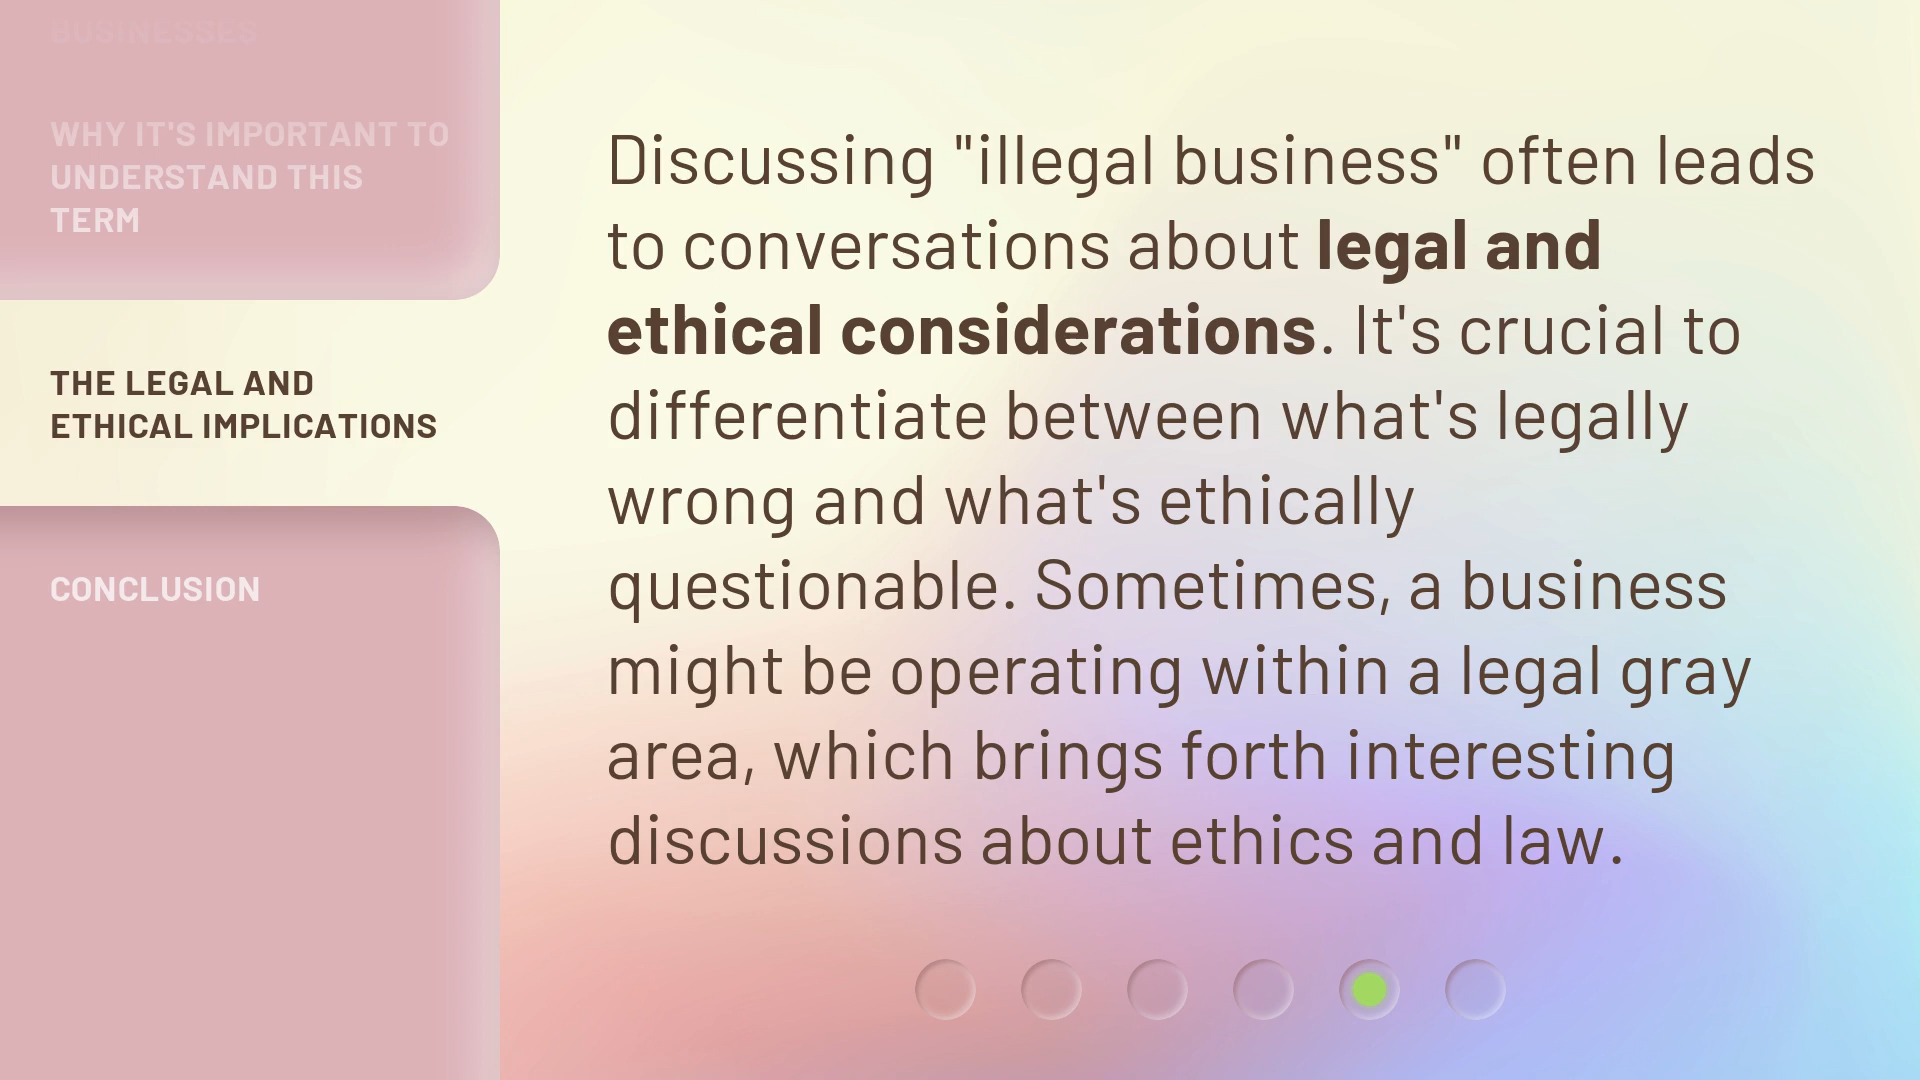 BUSINESSES
WHY IT'S IMPORTANT TO
UNDERSTAND THIS
TERM
THE LEGAL AND
ETHICAL IMPLICATIONS
CONCLUSION
Discussing "illegal business" often leads
to conversations about legal and
ethical considerations. It's crucial to
differentiate between what's legally
wrong and what's ethically
questionable. Sometimes, a business
might be operating within a legal gray
area, which brings forth interesting
discussions about ethics and law.